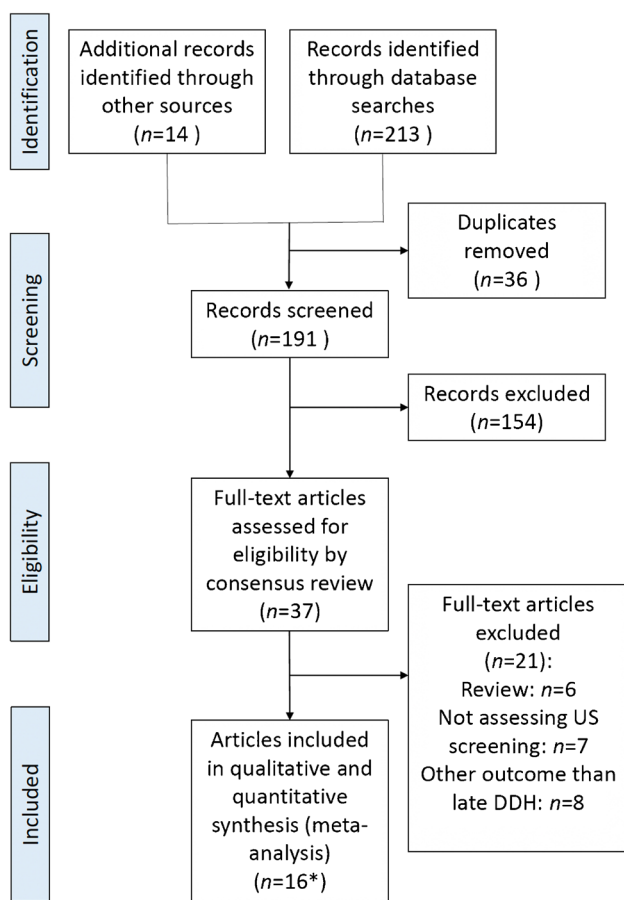 Identification
Additional records
identified through
other sources
(n=14 )
Records identified
through database
searches
(n=213 )
Duplicates
removed
(n=36 )
Screening
Records screened
(n=191 )
Records excluded
(n=154)
Eligibility
Full-text articles
assessed for
eligibility by
consensus review
(n=37)
Full-text articles
excluded
(n=21):
Review: n=6
Not assessing US
screening: n=7
Other outcome than
late DDH: n=8
Included
Articles included
in qualitative and
quantitative
synthesis (meta-
analysis)
(n=16*)